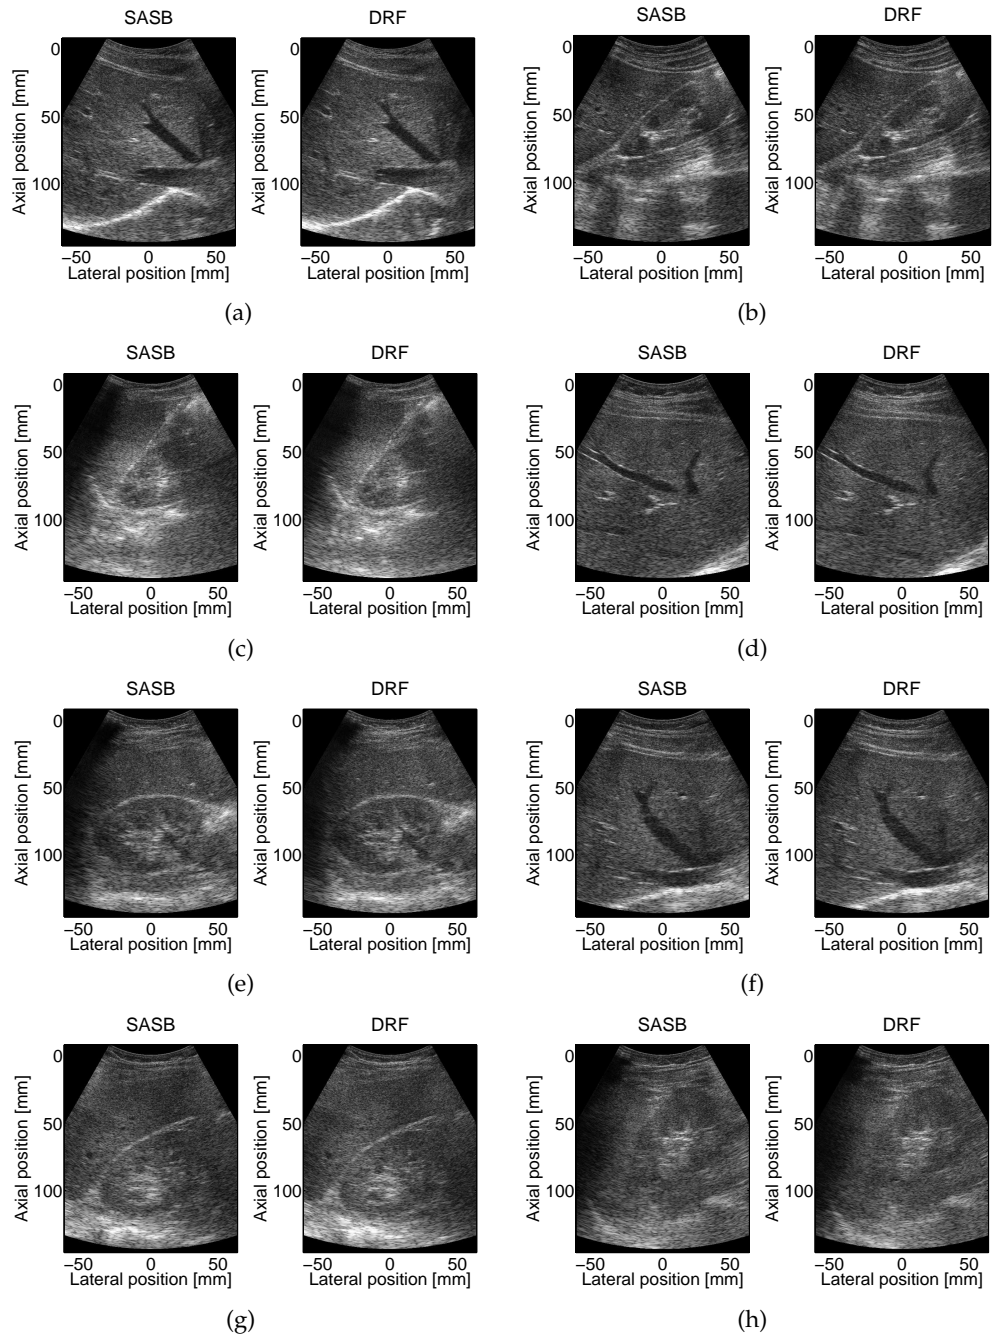 SASB DRF SASB DRF
Axial position [mm] 0 50 100 Axial position [mm] 0 50 100 Axial position [mm] 0 50 100 Axial position [mm] 0 50 100
−50 0 50 −50 0 50 −50 0 50 −50 0 50
Lateral position [mm] Lateral position [mm] Lateral position [mm] Lateral position [mm]
(a) (b)
SASB DRF SASB DRF
Axial position [mm] 0 50 100 Axial position [mm] 0 50 100 Axial position [mm] 0 50 100 Axial position [mm] 0 50 100
−50 0 50 −50 0 50 −50 0 50 −50 0 50
Lateral position [mm] Lateral position [mm] Lateral position [mm] Lateral position [mm]
(c) (d)
SASB DRF SASB DRF
Axial position [mm] 0 50 100 Axial position [mm] 0 50 100 Axial position [mm] 0 50 100 Axial position [mm] 0 50 100
−50 0 50 −50 0 50 −50 0 50 −50 0 50
Lateral position [mm] Lateral position [mm] Lateral position [mm] Lateral position [mm]
(e) (f)
SASB DRF SASB DRF
Axial position [mm] 0 50 100 Axial position [mm] 0 50 100 Axial position [mm] 0 50 100 Axial position [mm] 0 50 100
−50 0 50 −50 0 50 −50 0 50 −50 0 50
Lateral position [mm] Lateral position [mm] Lateral position [mm] Lateral position [mm]
(g) (h)